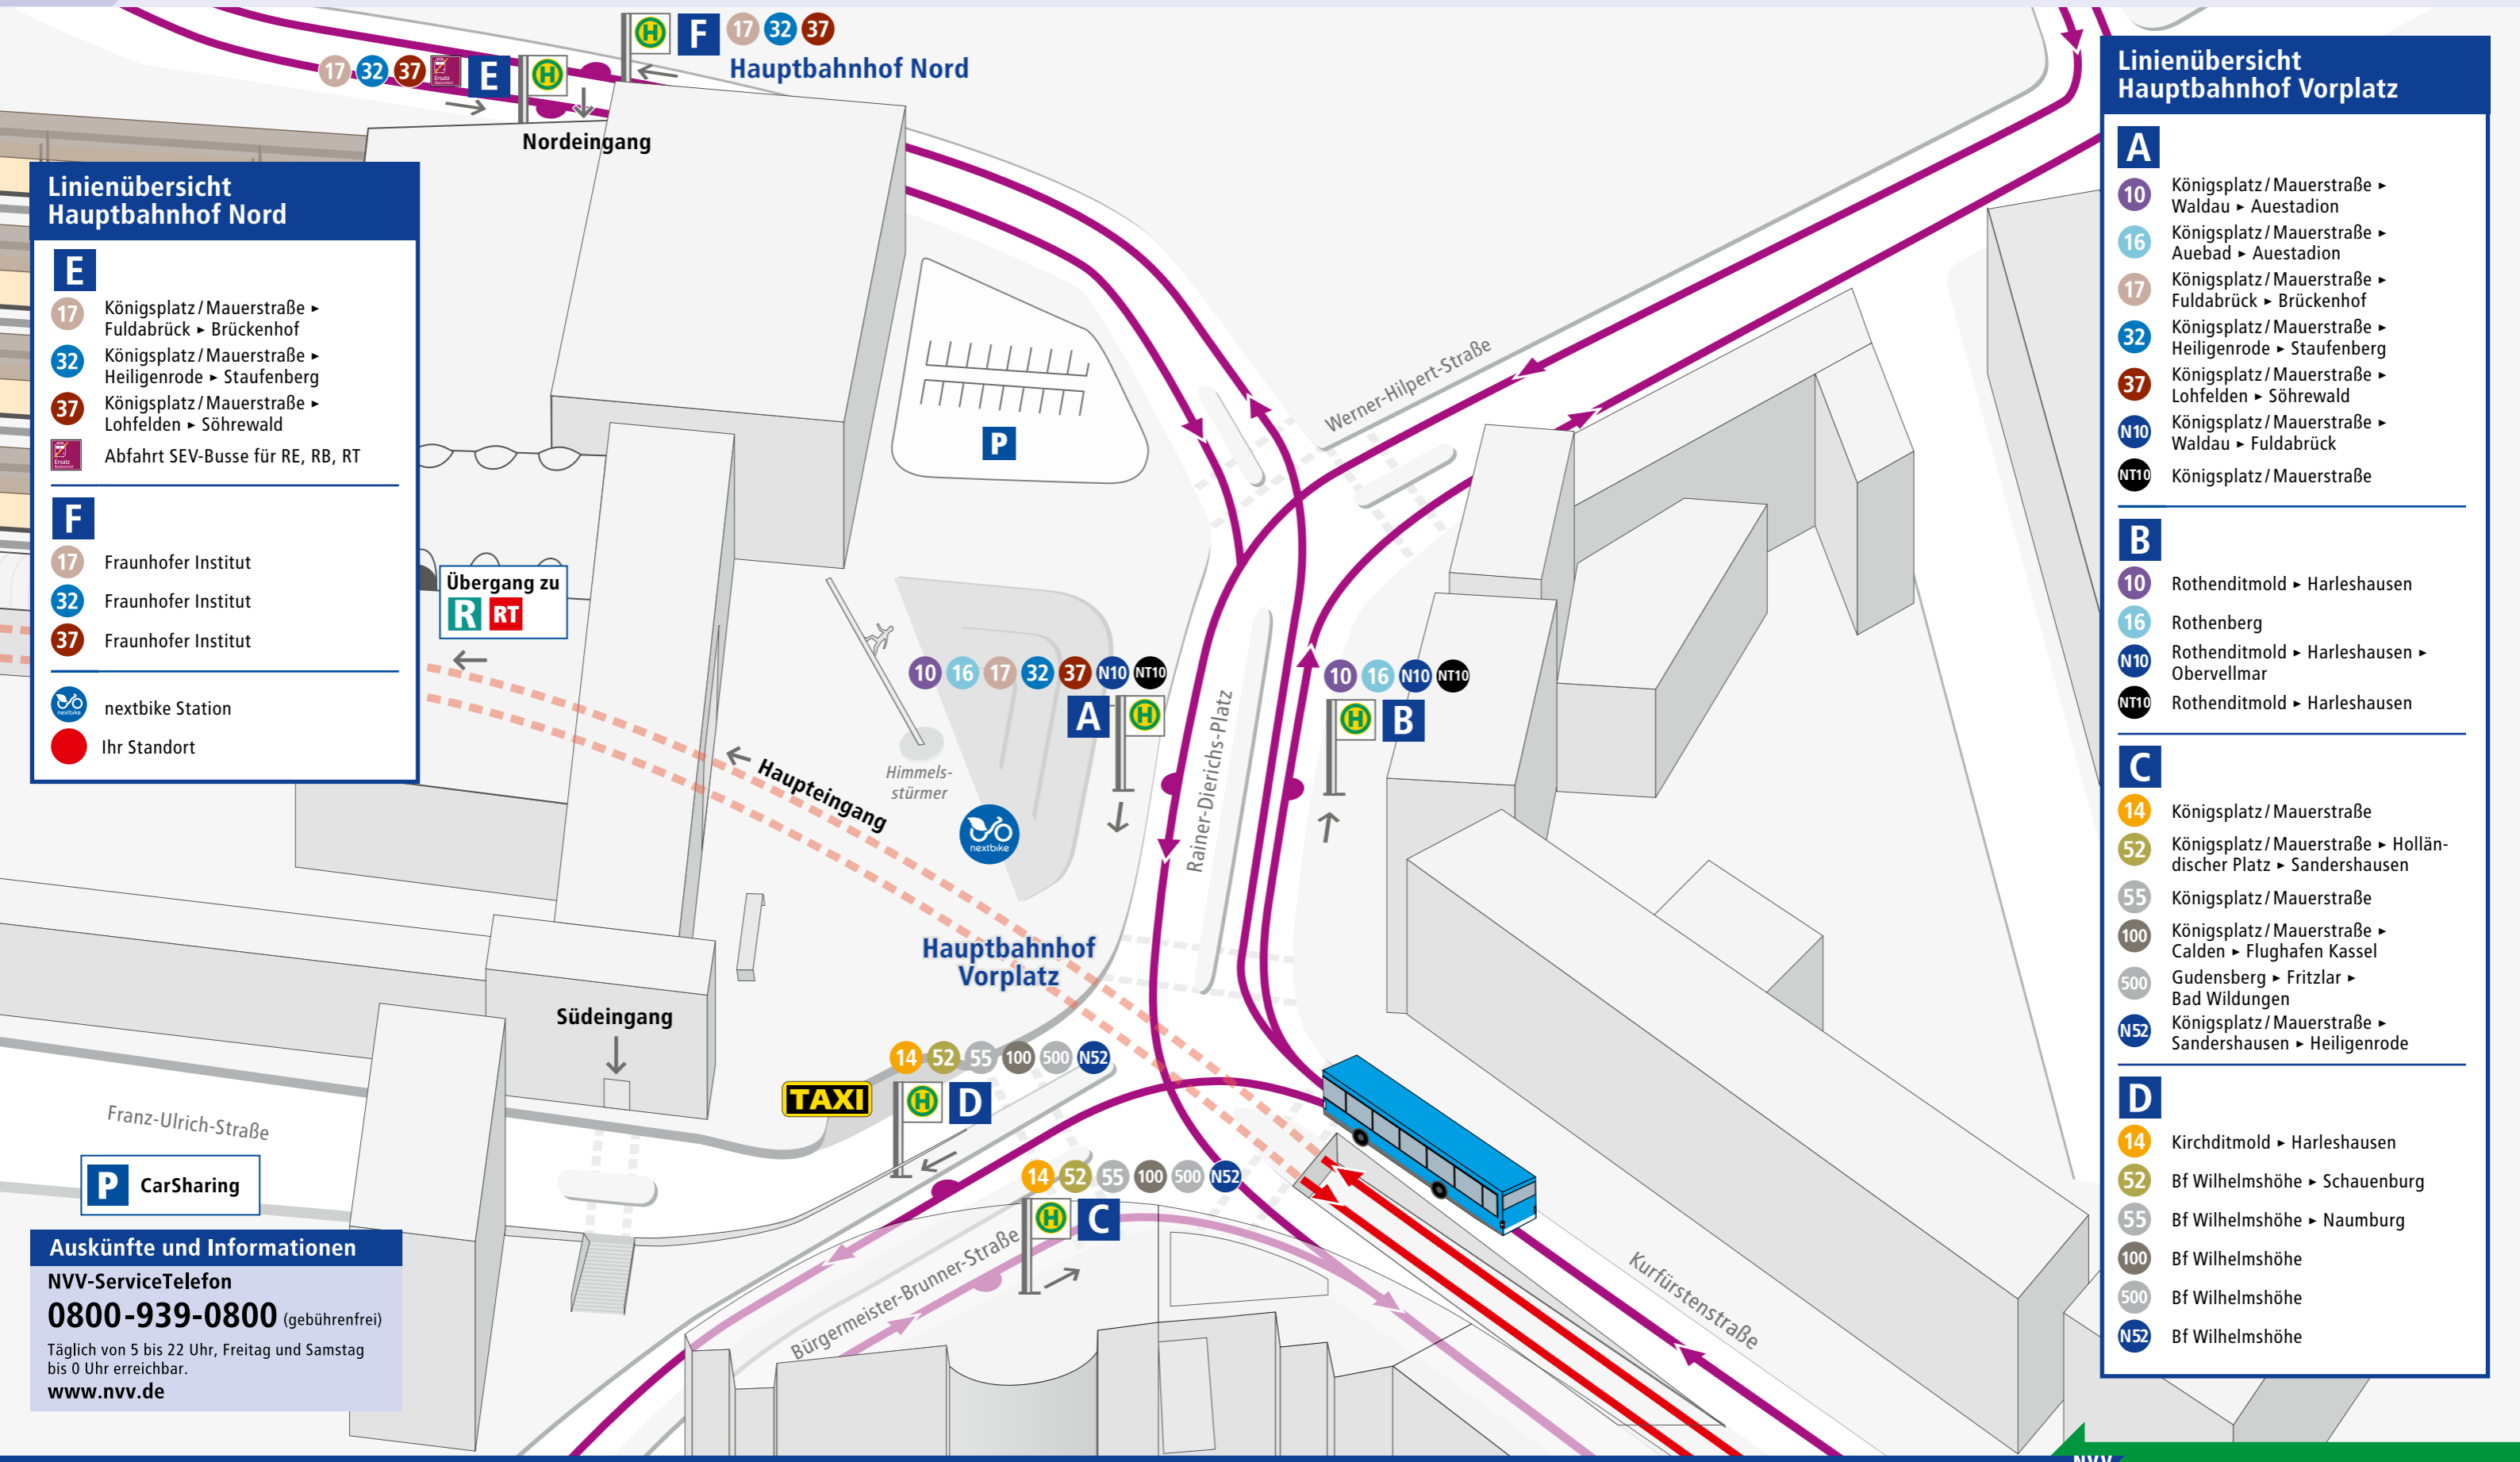 H F 17 32 37
Hauptbahnhof Nord
17 32 37 Ersatz E H
Nordeingang
Linienübersicht
Hauptbahnhof Nord
E
17 Königsplatz/Mauerstraße ▸
Fuldabrück ▸ Brückenhof
32 Königsplatz/Mauerstraße ▸
Heiligenrode ▸ Staufenberg
37 Königsplatz/Mauerstraße ▸
Lohfelden ▸ Söhrewald
Ersatz Abfahrt SEV-Busse für RE, RB, RT
F
17 Fraunhofer Institut
32 Fraunhofer Institut
37 Fraunhofer Institut
nextbike nextbike Station
Ihr Standort
Übergang zu
R RT
P
Werner-Hilpert-Straße
10 16 17 32 37 N10 NT10
A H
10 16 N10 NT10
H B
Rainer-Dierichs-Platz
Himmels-
stürmer
Haupteingang
nextbike
Hauptbahnhof
Vorplatz
Südeingang
14 52 55 100 500 N52
TAXI H D
Franz-Ulrich-Straße
P CarSharing
14 52 55 100 500 N52
H C
Bürgermeister-Brunner-Straße
Kurfürstenstraße
Auskünfte und Informationen
NVV-ServiceTelefon
0800-939-0800 (gebührenfrei)
Täglich von 5 bis 22 Uhr, Freitag und Samstag
bis 0 Uhr erreichbar.
www.nvv.de
Linienübersicht
Hauptbahnhof Vorplatz
A
10 Königsplatz/Mauerstraße ▸
Waldau ▸ Auestadion
16 Königsplatz/Mauerstraße ▸
Auebad ▸ Auestadion
17 Königsplatz/Mauerstraße ▸
Fuldabrück ▸ Brückenhof
32 Königsplatz/Mauerstraße ▸
Heiligenrode ▸ Staufenberg
37 Königsplatz/Mauerstraße ▸
Lohfelden ▸ Söhrewald
N10 Königsplatz/Mauerstraße ▸
Waldau ▸ Fuldabrück
NT10 Königsplatz/Mauerstraße
B
10 Rothenditmold ▸ Harleshausen
16 Rothenberg
N10 Rothenditmold ▸ Harleshausen ▸
Obervellmar
NT10 Rothenditmold ▸ Harleshausen
C
14 Königsplatz/Mauerstraße
52 Königsplatz/Mauerstraße ▸ Hollän-
discher Platz ▸ Sandershausen
55 Königsplatz/Mauerstraße
100 Königsplatz/Mauerstraße ▸
Calden ▸ Flughafen Kassel
500 Gudensberg ▸ Fritzlar ▸
Bad Wildungen
N52 Königsplatz/Mauerstraße ▸
Sandershausen ▸ Heiligenrode
D
14 Kirchditmold ▸ Harleshausen
52 Bf Wilhelmshöhe ▸ Schauenburg
55 Bf Wilhelmshöhe ▸ Naumburg
100 Bf Wilhelmshöhe
500 Bf Wilhelmshöhe
N52 Bf Wilhelmshöhe
NVV